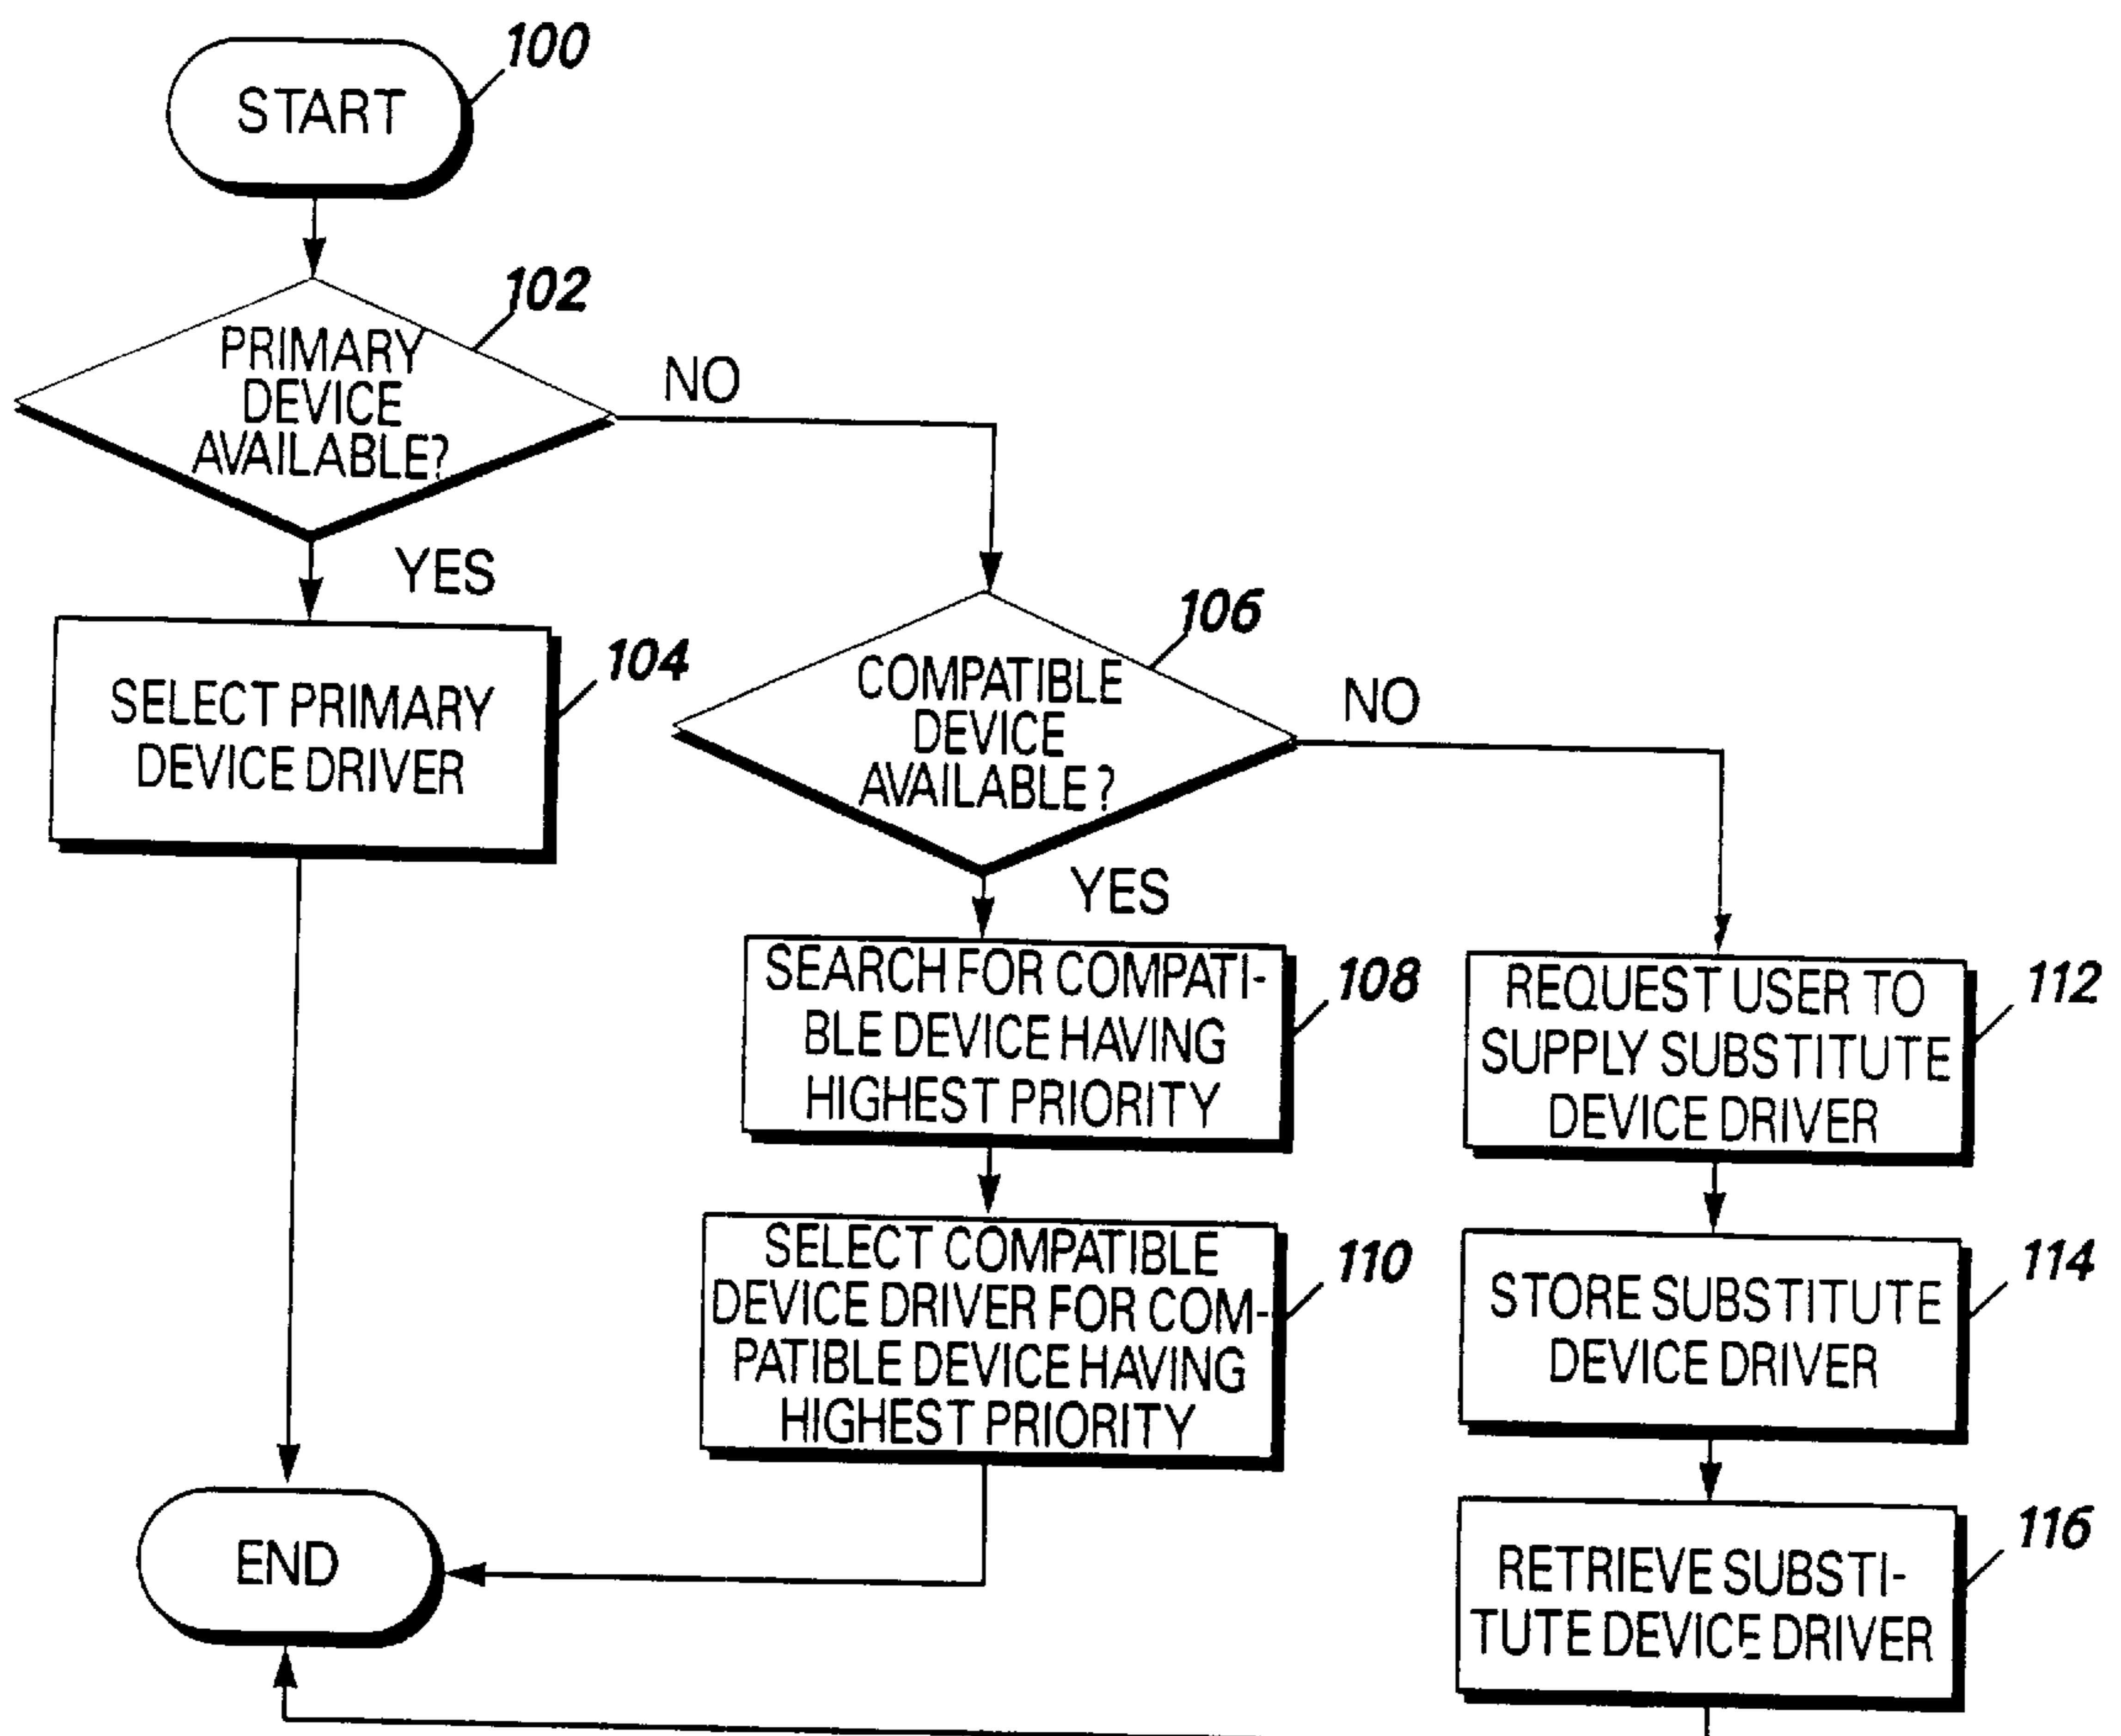 START
100
PRIMARY
DEVICE
AVAILABLE?
102
NO
YES
SELECT PRIMARY
DEVICE DRIVER
104
COMPATIBLE
DEVICE
AVAILABLE?
106
NO
YES
SEARCH FOR COMPATI-
BLE DEVICE HAVING
HIGHEST PRIORITY
108
SELECT COMPATIBLE
DEVICE DRIVER FOR COM-
PATIBLE DEVICE HAVING
HIGHEST PRIORITY
110
REQUEST USER TO
SUPPLY SUBSTITUTE
DEVICE DRIVER
112
STORE SUBSTITUTE
DEVICE DRIVER
114
RETRIEVE SUBSTI-
TUTE DEVICE DRIVER
116
END